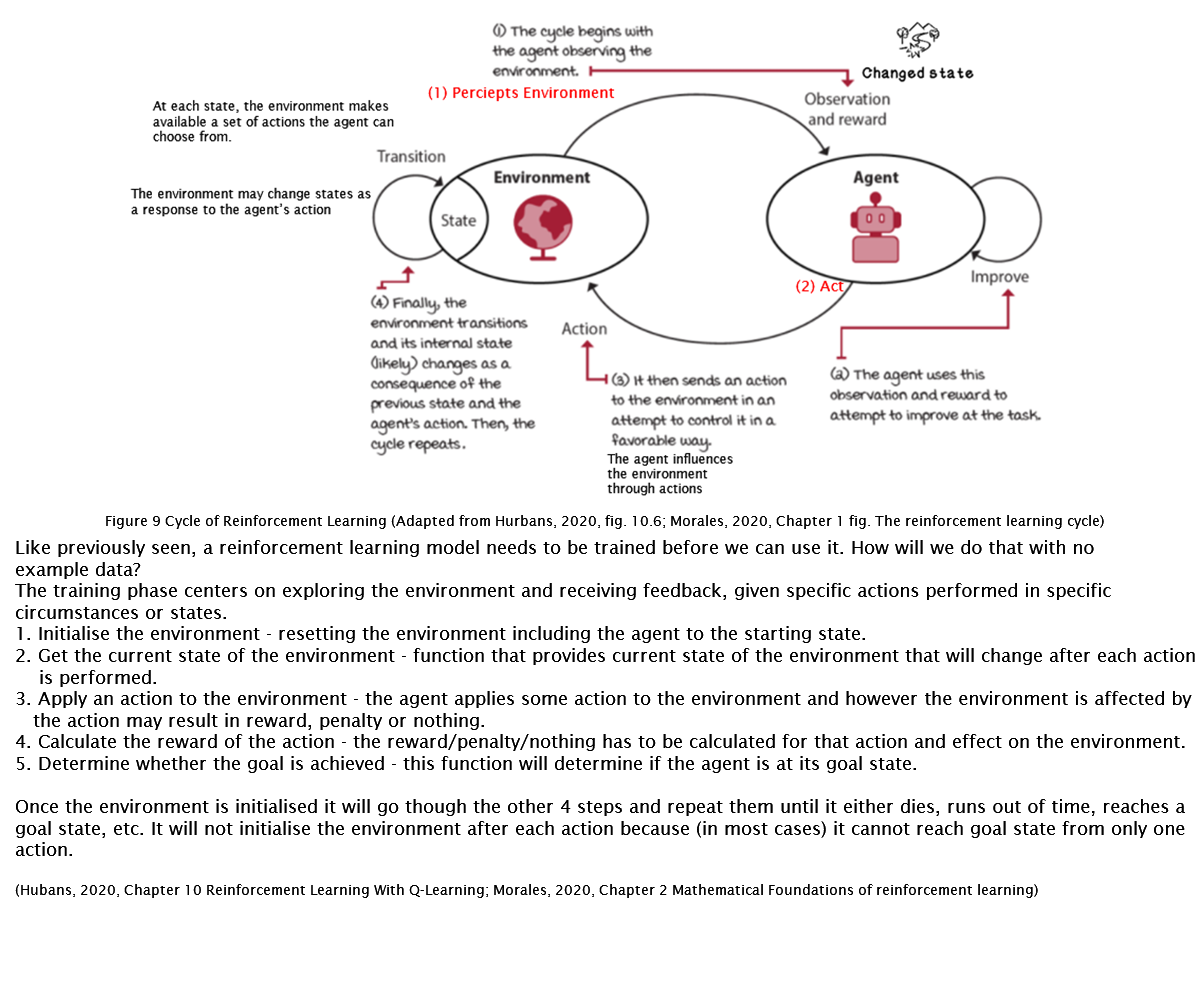 (1) The cycle begins with
the agent observing the
environment.
Changed state
(1) Perciepts Environment
Observation
and reward
At each state, the environment makes
available a set of actions the agent can
choose from.
Transition
Environment
Agent
The environment may change states as
a response to the agent's action
State
Improve
(2) Act
(4) Finally, the
environment transitions
and its internal state
(likely) changes as a
consequence of the
previous state and the
agent's action. Then, the
cycle repeats.
Action
(3) It then sends an action
to the environment in an
attempt to control it in a
favorable way.
The agent influences
the environment
through actions
(2) The agent uses this
observation and reward to
attempt to improve at the task.
Figure 9 Cycle of Reinforcement Learning (Adapted from Hurbans, 2020, fig. 10.6; Morales, 2020, Chapter 1 fig. The reinforcement learning cycle)
Like previously seen, a reinforcement learning model needs to be trained before we can use it. How will we do that with no
example data?
The training phase centers on exploring the environment and receiving feedback, given specific actions performed in specific
circumstances or states.
1. Initialise the environment - resetting the environment including the agent to the starting state.
2. Get the current state of the environment - function that provides current state of the environment that will change after each action
is performed.
3. Apply an action to the environment - the agent applies some action to the environment and however the environment is affected by
the action may result in reward, penalty or nothing.
4. Calculate the reward of the action - the reward/penalty/nothing has to be calculated for that action and effect on the environment.
5. Determine whether the goal is achieved - this function will determine if the agent is at its goal state.
Once the environment is initialised it will go though the other 4 steps and repeat them until it either dies, runs out of time, reaches a
goal state, etc. It will not initialise the environment after each action because (in most cases) it cannot reach goal state from only one
action.
(Hubans, 2020, Chapter 10 Reinforcement Learning With Q-Learning; Morales, 2020, Chapter 2 Mathematical Foundations of reinforcement learning)